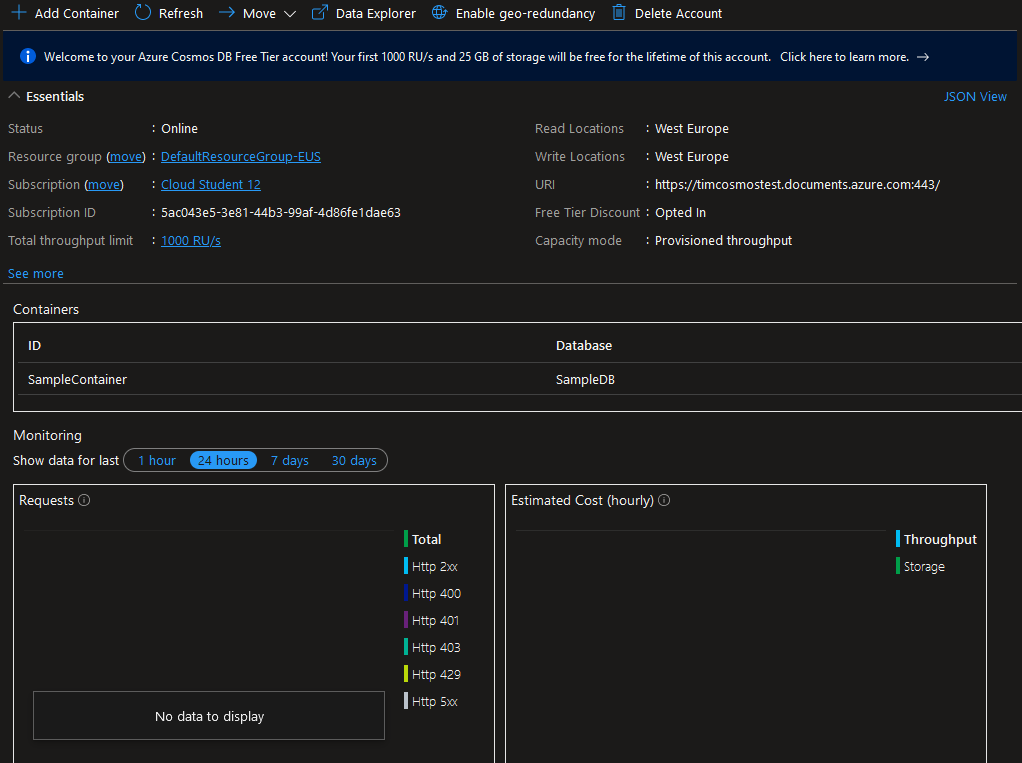 Add Container Refresh Move Data Explorer Enable geo-redundancy Delete Account
Welcome to your Azure Cosmos DB Free Tier account! Your first 1000 RU/s and 25 GB of storage will be free for the lifetime of this account. Click here to learn more. →
Essentials JSON View
Status : Online
Resource group (move) : DefaultResourceGroup-EUS
Subscription (move) : Cloud Student 12
Subscription ID : 5ac043e5-3e81-44b3-99af-4d86fe1dae63
Total throughput limit : 1000 RU/s
See more
Read Locations : West Europe
Write Locations : West Europe
URI : https://timcosmostest.documents.azure.com:443/
Free Tier Discount : Opted In
Capacity mode : Provisioned throughput
Containers
ID Database
SampleContainer SampleDB
Monitoring
Show data for last 1 hour 24 hours 7 days 30 days
Requests
Total
Http 2xx
Http 400
Http 401
Http 403
Http 429
Http 5xx
No data to display
Estimated Cost (hourly)
Throughput
Storage